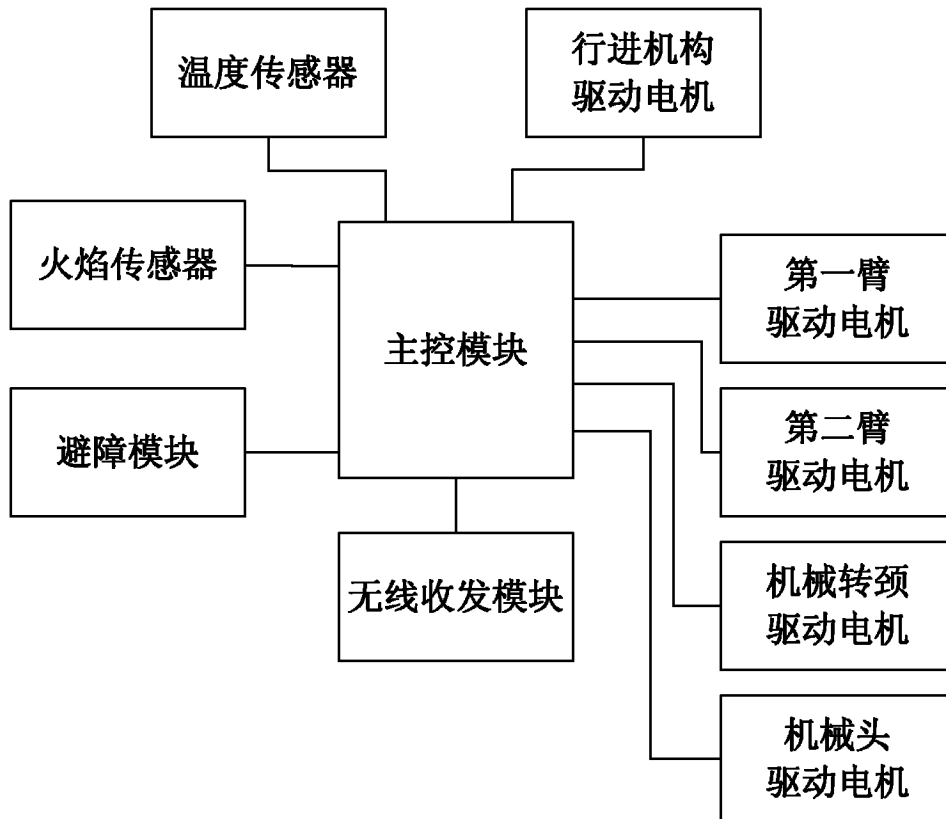 温度传感器
行进机构
驱动电机
火焰传感器
主控模块
第一臂
驱动电机
避障模块
第二臂
驱动电机
无线收发模块
机械转颈
驱动电机
机械头
驱动电机